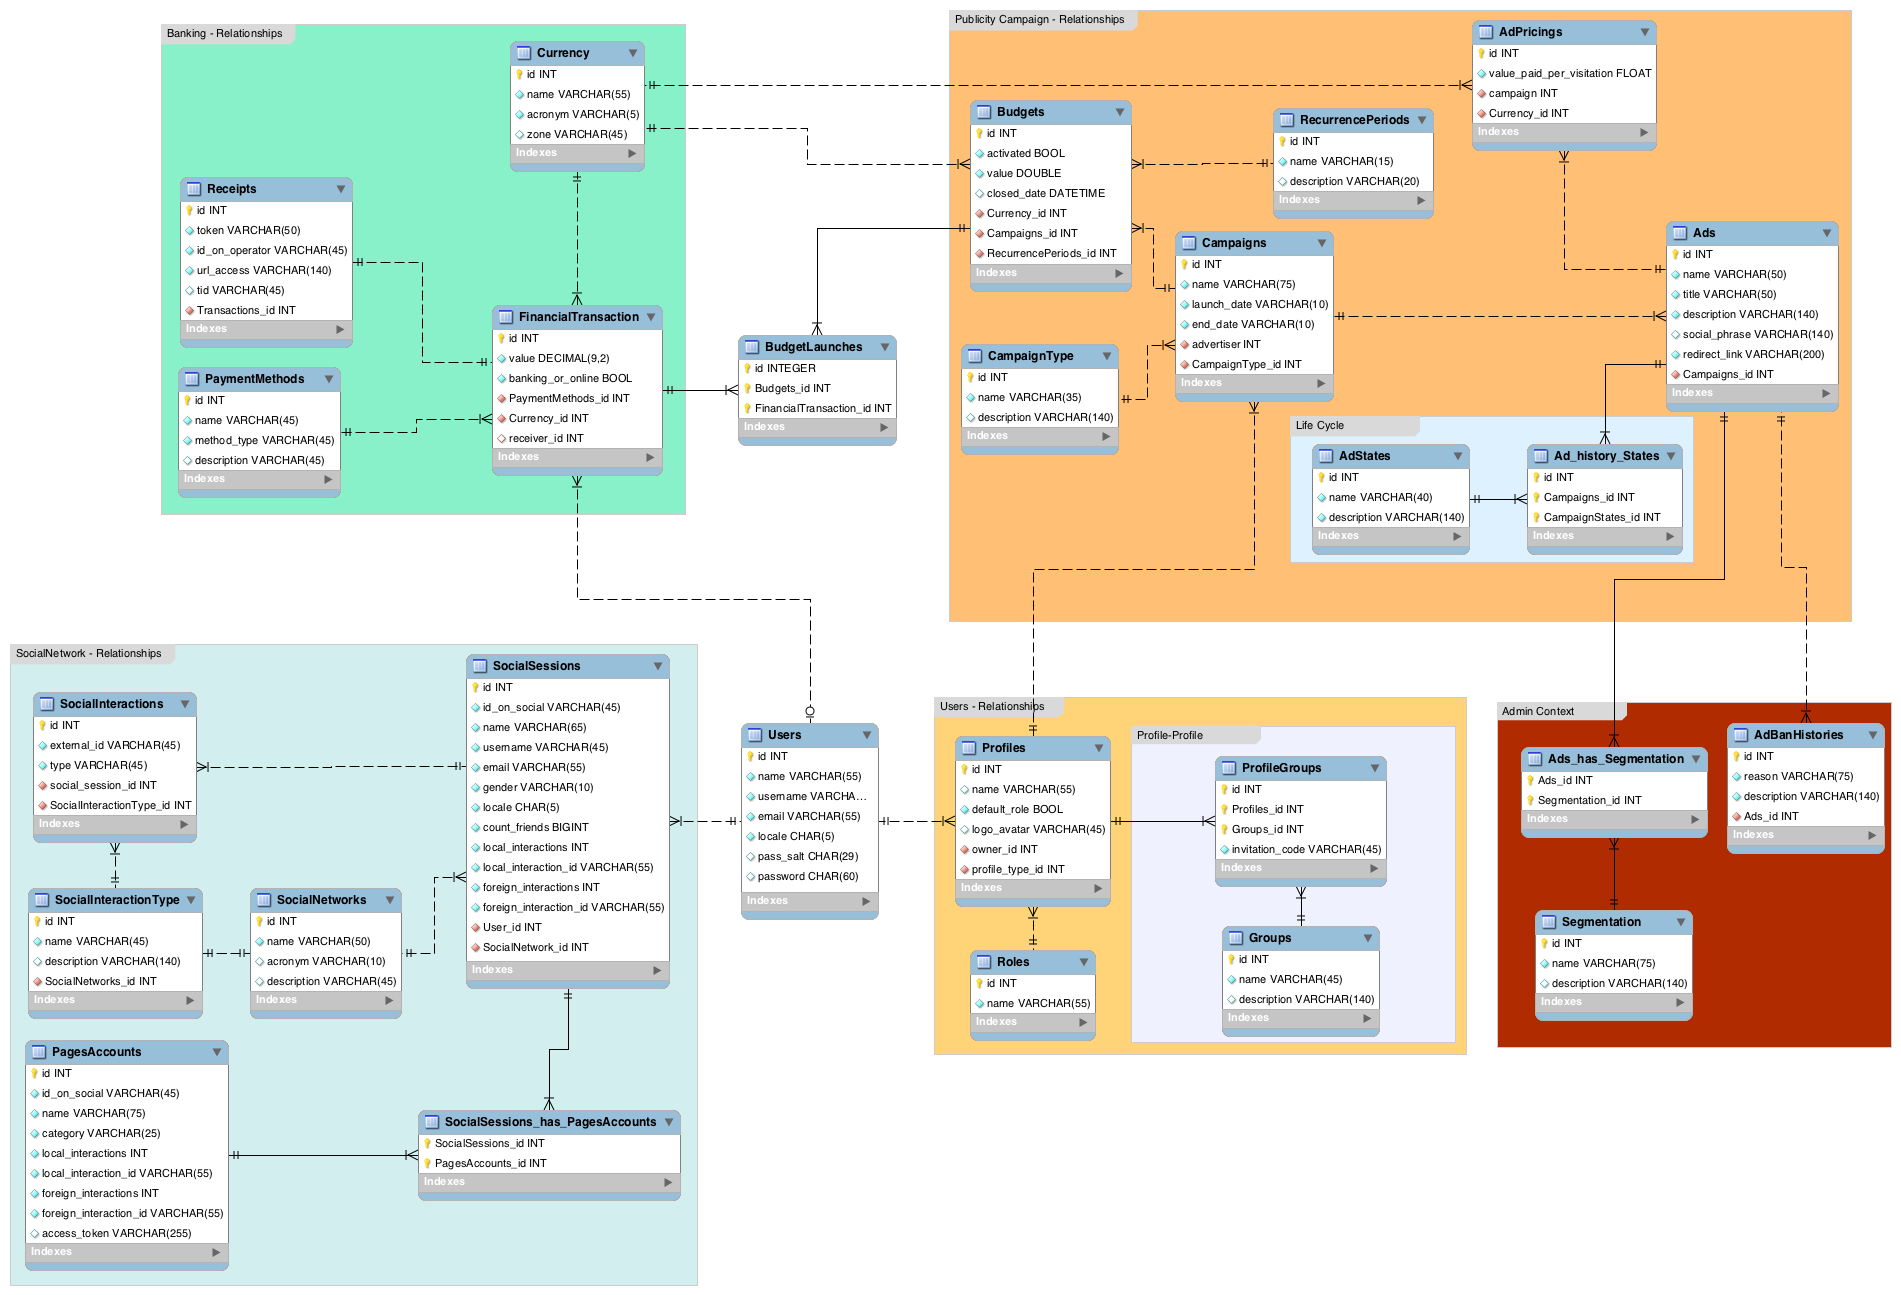 Banking - Relationships
Currency
id INT
name VARCHAR(55)
acronym VARCHAR(5)
zone VARCHAR(45)
Indexes
Receipts
id INT
token VARCHAR(50)
id_on_operator VARCHAR(45)
url_access VARCHAR(140)
tid VARCHAR(45)
Transactions_id INT
Indexes
FinancialTransaction
id INT
value DECIMAL(9,2)
banking_or_online BOOL
PaymentMethods_id INT
Currency_id INT
receiver_id INT
Indexes
PaymentMethods
id INT
name VARCHAR(45)
method_type VARCHAR(45)
description VARCHAR(45)
Indexes
BudgetLaunches
id INTEGER
Budgets_id INT
FinancialTransaction_id INT
Indexes
Publicity Campaign - Relationships
AdPricings
id INT
value_paid_per_visitation FLOAT
campaign INT
Currency_id INT
Indexes
Budgets
id INT
activated BOOL
value DOUBLE
closed_date DATETIME
Currency_id INT
Campaigns_id INT
RecurrencePeriods_id INT
Indexes
RecurrencePeriods
id INT
name VARCHAR(15)
description VARCHAR(20)
Indexes
Campaigns
id INT
name VARCHAR(75)
launch_date VARCHAR(10)
end_date VARCHAR(10)
advertiser INT
CampaignType_id INT
Indexes
Ads
id INT
name VARCHAR(50)
title VARCHAR(50)
description VARCHAR(140)
social_phrase VARCHAR(140)
redirect_link VARCHAR(200)
Campaigns_id INT
Indexes
CampaignType
id INT
name VARCHAR(35)
description VARCHAR(140)
Indexes
Life Cycle
AdStates
id INT
name VARCHAR(40)
description VARCHAR(140)
Indexes
Ad_history_States
id INT
Campaigns_id INT
CampaignStates_id INT
Indexes
SocialNetwork - Relationships
SocialSessions
id INT
id_on_social VARCHAR(45)
name VARCHAR(65)
username VARCHAR(45)
email VARCHAR(55)
gender VARCHAR(10)
locale CHAR(5)
count_friends BIGINT
local_interactions INT
local_interaction_id VARCHAR(55)
foreign_interactions INT
foreign_interaction_id VARCHAR(55)
User_id INT
SocialNetwork_id INT
Indexes
SocialInteractions
id INT
external_id VARCHAR(45)
type VARCHAR(45)
social_session_id INT
SocialInteractionType_id INT
Indexes
SocialInteractionType
id INT
name VARCHAR(45)
description VARCHAR(140)
SocialNetworks_id INT
Indexes
SocialNetworks
id INT
name VARCHAR(50)
acronym VARCHAR(10)
description VARCHAR(45)
Indexes
PagesAccounts
id INT
id_on_social VARCHAR(45)
name VARCHAR(75)
category VARCHAR(25)
local_interactions INT
local_interaction_id VARCHAR(55)
foreign_interactions INT
foreign_interaction_id VARCHAR(55)
access_token VARCHAR(255)
Indexes
SocialSessions_has_PagesAccounts
SocialSessions_id INT
PagesAccounts_id INT
Indexes
Users
id INT
name VARCHAR(55)
username VARCHA...
email VARCHAR(55)
locale CHAR(5)
pass_salt CHAR(29)
password CHAR(60)
Indexes
Users - Relationships
Profiles
id INT
name VARCHAR(55)
default_role BOOL
logo_avatar VARCHAR(45)
owner_id INT
profile_type_id INT
Indexes
Roles
id INT
name VARCHAR(55)
Indexes
Profile-Profile
ProfileGroups
id INT
Profiles_id INT
Groups_id INT
invitation_code VARCHAR(45)
Indexes
Groups
id INT
name VARCHAR(45)
description VARCHAR(140)
Indexes
Admin Context
Ads_has_Segmentation
Ads_id INT
Segmentation_id INT
Indexes
AdBanHistories
id INT
reason VARCHAR(75)
description VARCHAR(140)
Ads_id INT
Indexes
Segmentation
id INT
name VARCHAR(75)
description VARCHAR(140)
Indexes